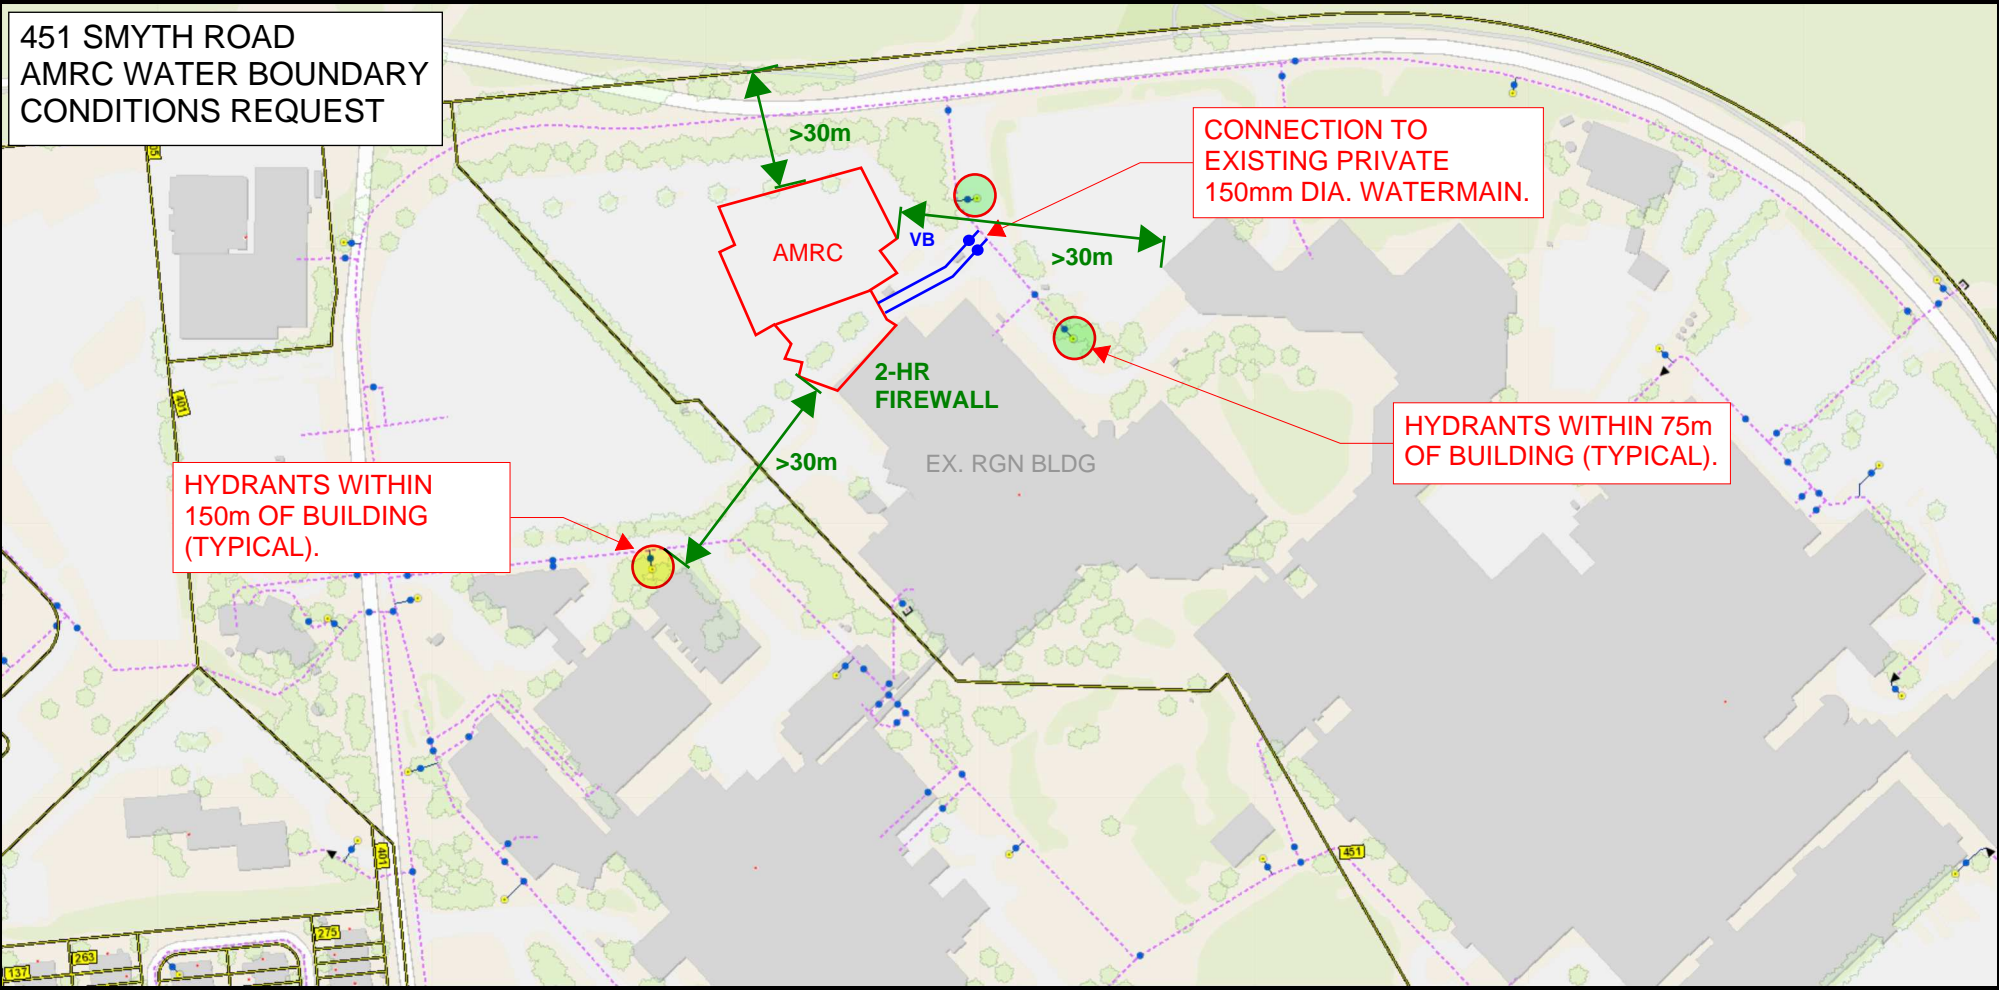 451 SMYTH ROAD
AMRC WATER BOUNDARY
CONDITIONS REQUEST
>30m
CONNECTION TO
EXISTING PRIVATE
150mm DIA. WATERMAIN.
AMRC
VB
>30m
2-HR
FIREWALL
401
HYDRANTS WITHIN 75m
OF BUILDING (TYPICAL).
>30m
EX. RGN BLDG
HYDRANTS WITHIN
150m OF BUILDING
(TYPICAL).
401
451
275
263
137